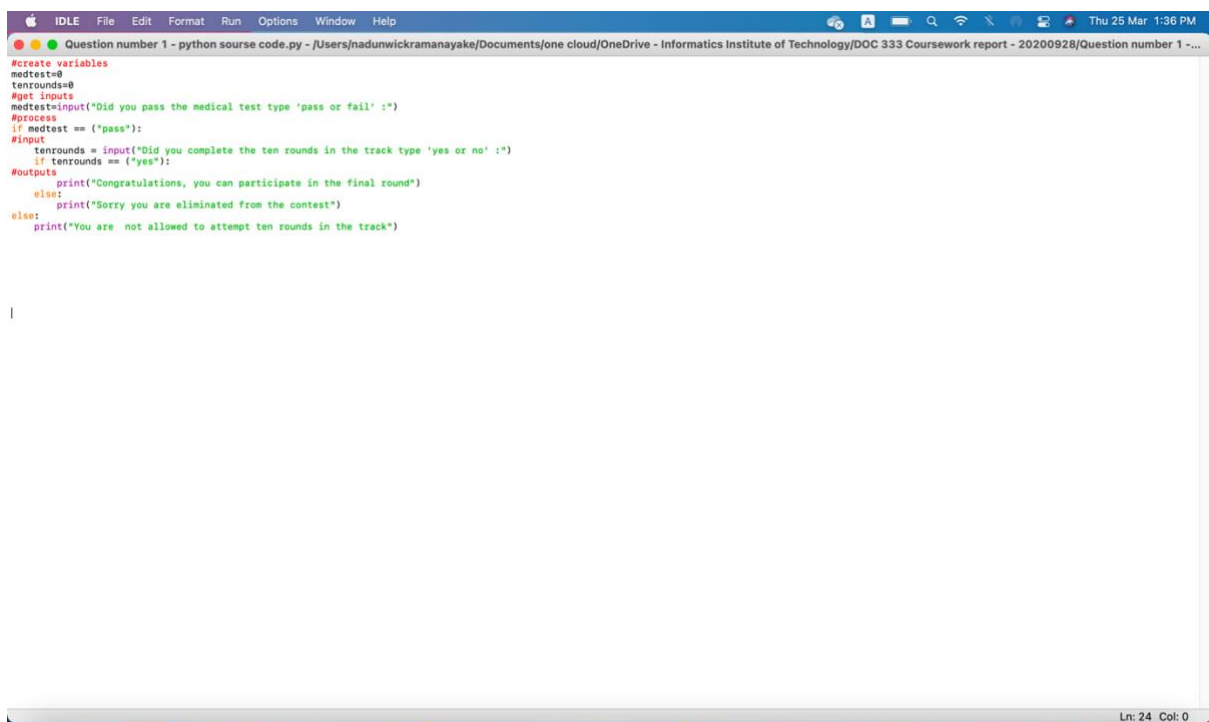 IDLE File Edit Format Run Options Window Help A Thu 25 Mar 1:36 PM
Question number 1 - python sourse code.py - /Users/nadunwickramanayake/Documents/one cloud/OneDrive - Informatics Institute of Technology/DOC 333 Coursework report - 20200928/Question number 1 -...
#create variables
medtest=0
tenrounds=0
#get inputs
medtest=input("Did you pass the medical test type 'pass or fail' :")
#process
if medtest == ("pass"):
#input
    tenrounds = input("Did you complete the ten rounds in the track type 'yes or no' :")
    if tenrounds == ("yes"):
#outputs
        print("Congratulations, you can participate in the final round")
    else:
        print("Sorry you are eliminated from the contest")
else:
    print("You are  not allowed to attempt ten rounds in the track")
Ln: 24 Col: 0